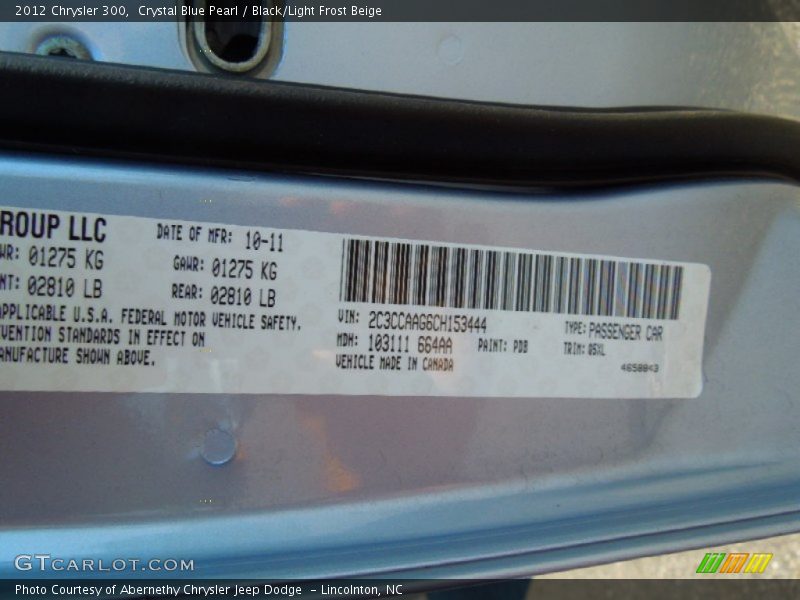 2012 Chrysler 300, Crystal Blue Pearl / Black/Light Frost Beige
ROUP LLC
DATE OF MFR: 10-11
WR: 01275 KG
GAWR: 01275 KG
NT: 02810 LB
REAR: 02810 LB
APPLICABLE U.S.A. FEDERAL MOTOR VEHICLE SAFETY,
VENTION STANDARDS IN EFFECT ON
ANUFACTURE SHOWN ABOVE.
VIN: 2C3CCAAG6CH153444
TYPE: PASSENGER CAR
MDH: 103111 664AA
PAINT: PDB
TRIM: 85XL
VEHICLE MADE IN CANADA
4658843
GTCARLOT.COM
Photo Courtesy of Abernethy Chrysler Jeep Dodge - Lincolnton, NC